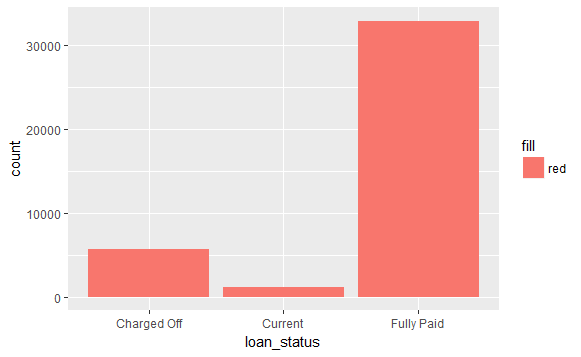 30000
20000
10000
0
count
Charged Off
Current
Fully Paid
loan_status
fill
red